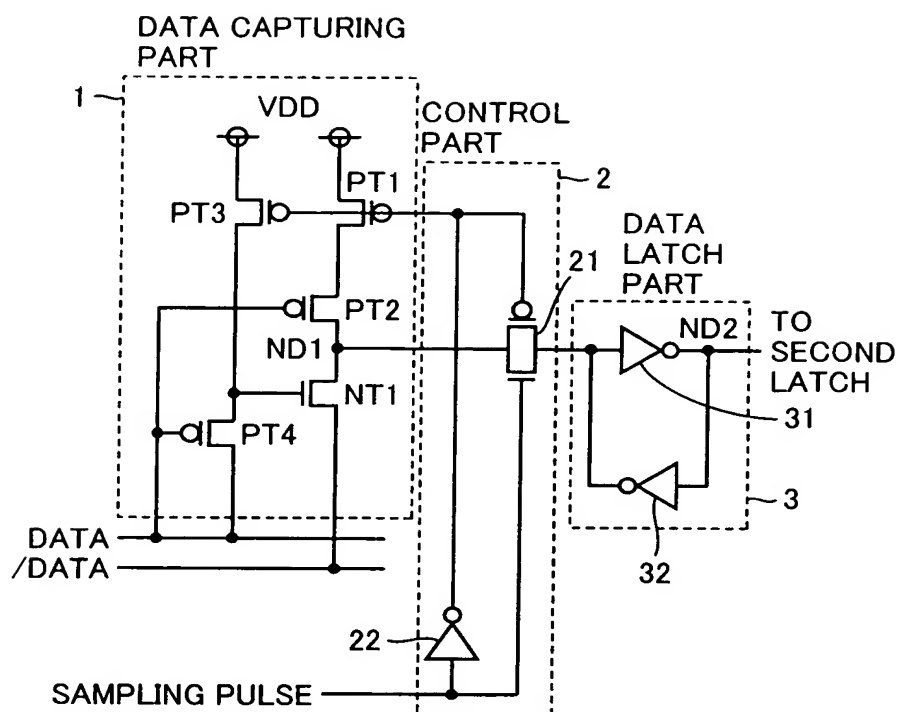 DATA CAPTURING
PART
1
VDD
CONTROL
PART
2
PT1
PT3
DATA
LATCH
PART
21
PT2
ND1
ND2
TO
SECOND
LATCH
NT1
31
PT4
3
DATA
32
/DATA
22
SAMPLING PULSE